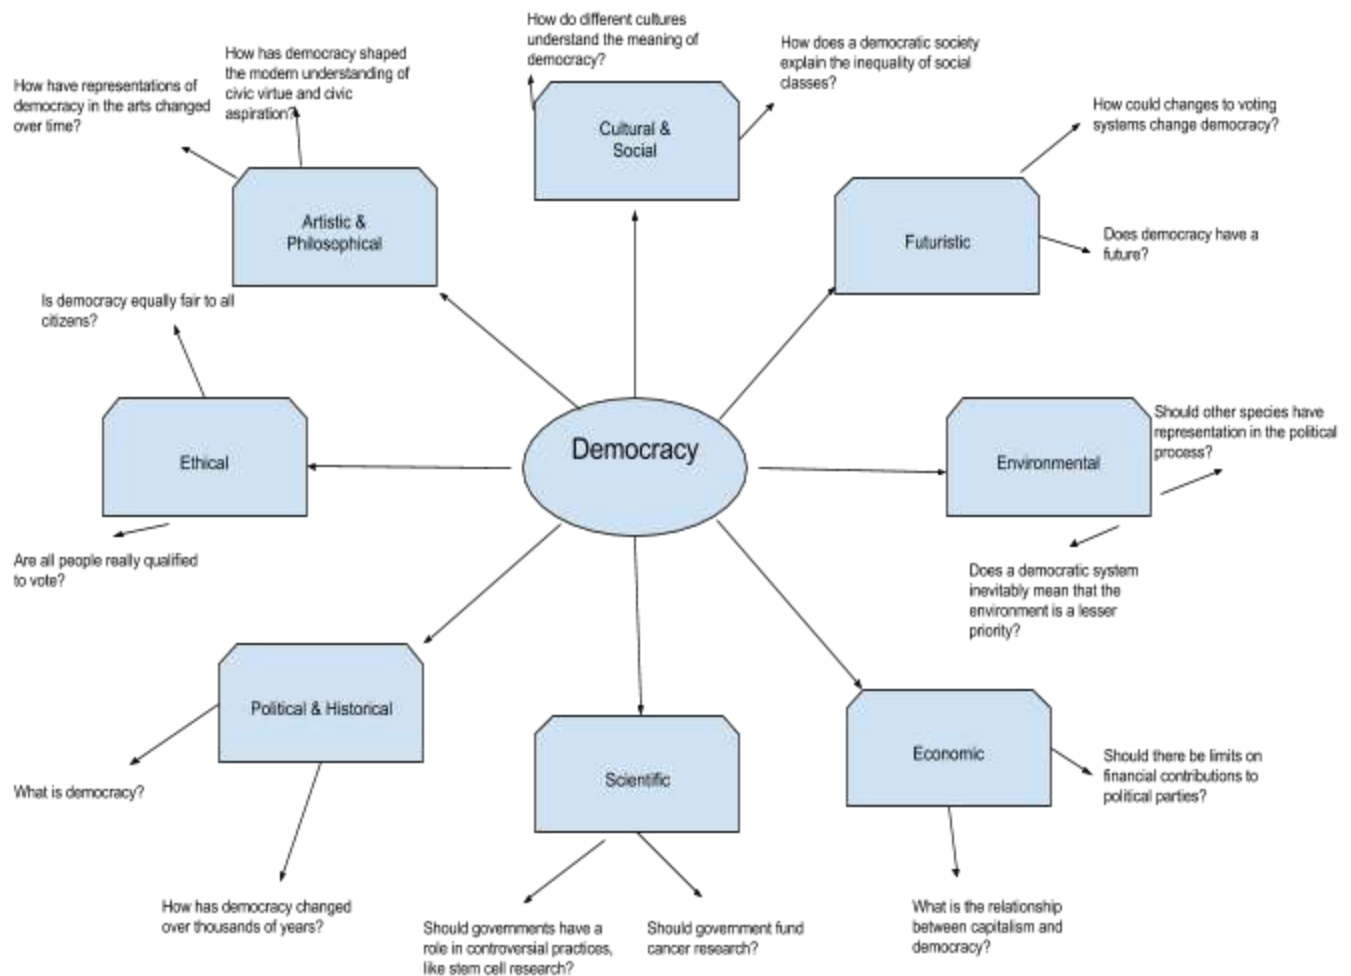 How do different cultures
understand the meaning of
democracy?
How does a democratic society
explain the inequality of social
classes?
How has democracy shaped
the modern understanding of
civic virtue and civic
aspiration?
How have representations of
democracy in the arts changed
over time?
Cultural &
Social
How could changes to voting
systems change democracy?
Artistic &
Philosophical
Futuristic
Does democracy have a
future?
Is democracy equally fair to all
citizens?
Democracy
Ethical
Environmental
Should other species have
representation in the political
process?
Are all people really qualified
to vote?
Does a democratic system
inevitably mean that the
environment is a lesser
priority?
Political & Historical
Scientific
Economic
Should there be limits on
financial contributions to
political parties?
What is democracy?
How has democracy changed
over thousands of years?
Should governments have a
role in controversial practices,
like stem cell research?
Should government fund
cancer research?
What is the relationship
between capitalism and
democracy?